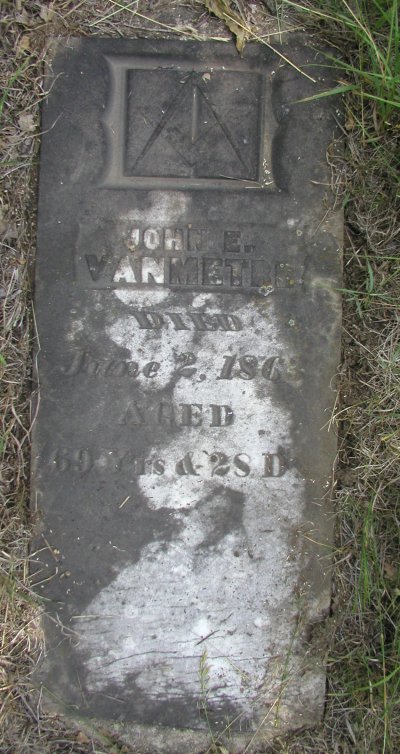 JOHN E.
VANMETRE
DIED
June 2, 186
AGED
69 Yrs & 28 D